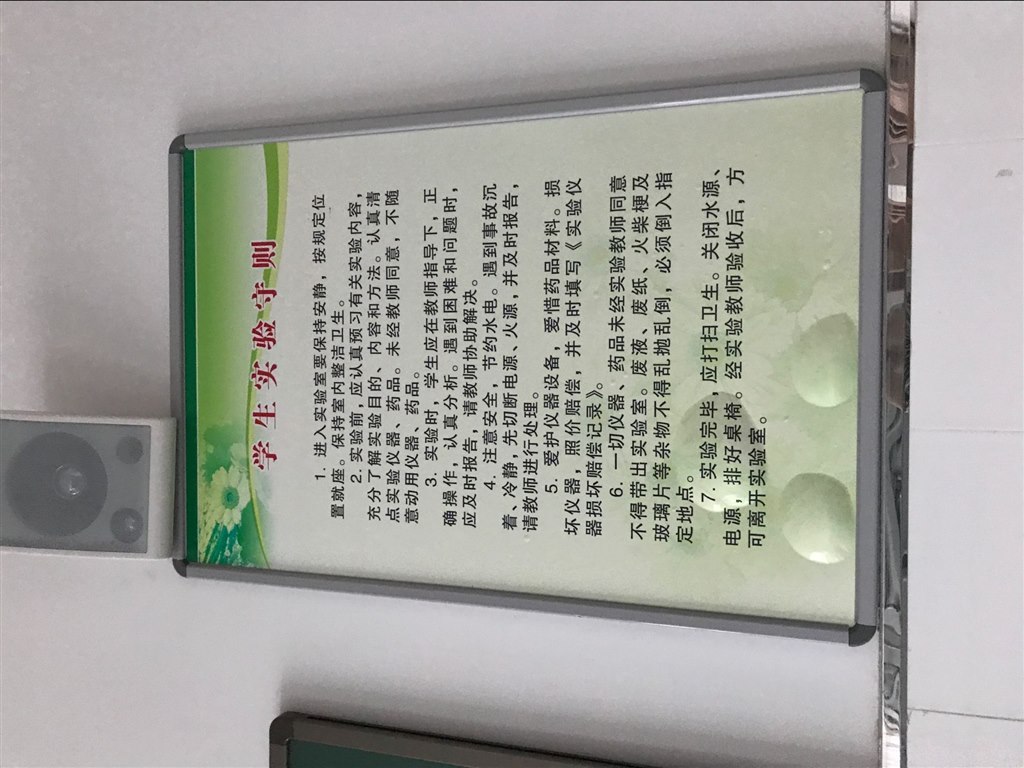 学生实验守则
1. 进入实验室要保持安静，按规定位
置就座。保持室内整洁卫生。
2. 实验前，应认真预习有关实验内容，
充分了解实验目的、内容和方法。认真清
点实验仪器、药品。未经教师同意，不随
意动用仪器、药品。
3. 实验时，学生应在教师指导下，正
确操作，认真分析。遇到困难和问题时，
应及时报告，请教师协助解决。
4. 注意安全，节约水电。遇到事故沉
着、冷静，先切断电源、火源，并及时报告，
请教师进行处理。
5. 爱护仪器设备，爱惜药品材料。损
坏仪器，照价赔偿，并及时填写《实验仪
器损坏赔偿记录》。
6. 一切仪器、药品未经实验教师同意
不得带出实验室。废液、废纸、火柴梗及
玻璃片等杂物不得乱抛乱倒，必须倒入指
定地点。
7. 实验完毕，应打扫卫生。关闭水源、
电源，排好桌椅。经实验教师验收后，方
可离开实验室。